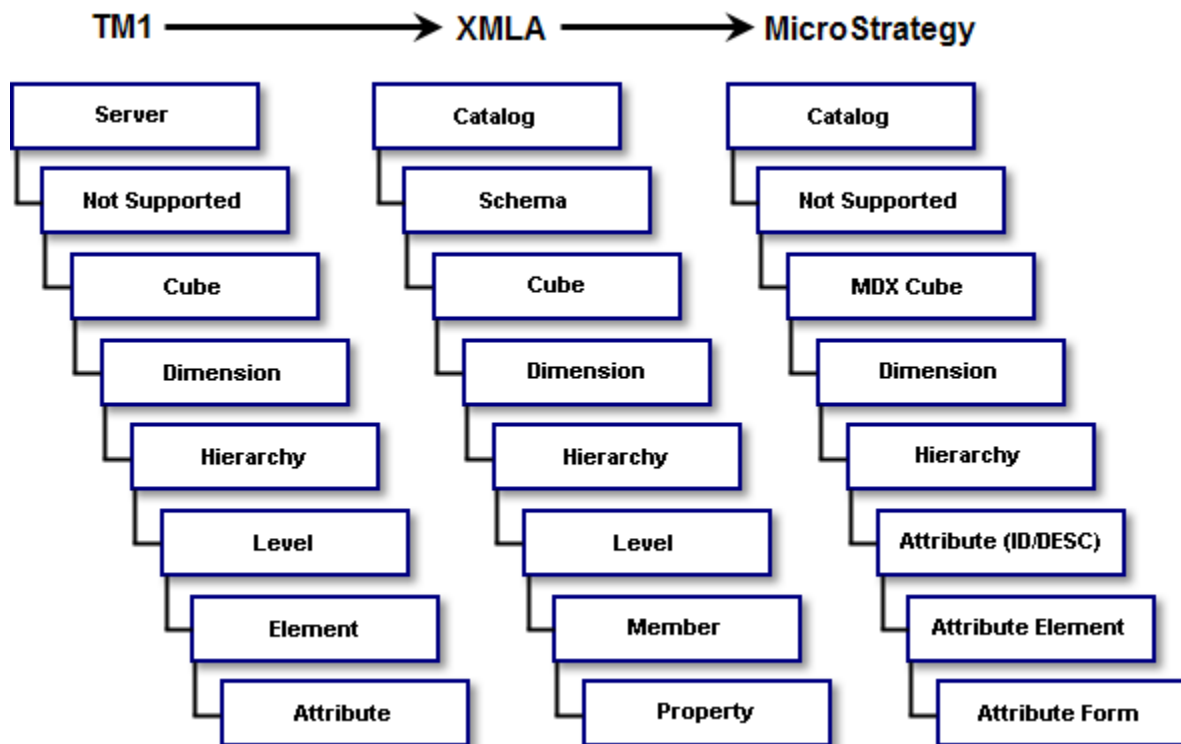 TM1 XMLA MicroStrategy
Server Catalog Catalog
Not Supported Schema Not Supported
Cube Cube MDX Cube
Dimension Dimension Dimension
Hierarchy Hierarchy Hierarchy
Level Level Attribute (ID/DESC)
Element Member Attribute Element
Attribute Property Attribute Form